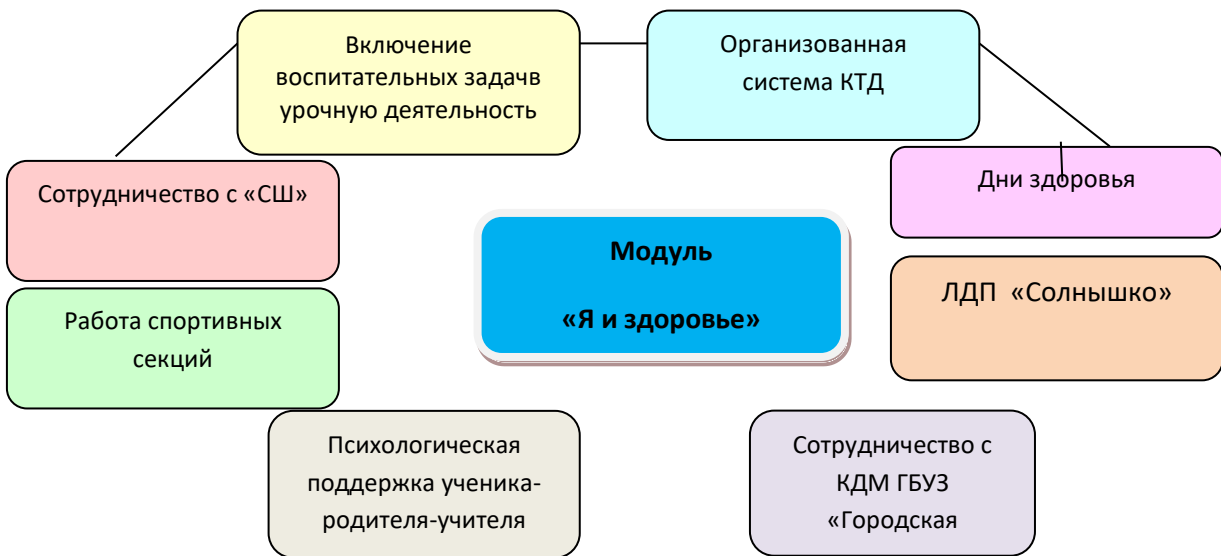 Включение
воспитательных задачв
урочную деятельность
Организованная
система КТД
Сотрудничество с «СШ»
Дни здоровья
Модуль
«Я и здоровье»
ЛДП «Солнышко»
Работа спортивных
секций
Психологическая
поддержка ученика-
родителя-учителя
Сотрудничество с
КДМ ГБУЗ
«Городская